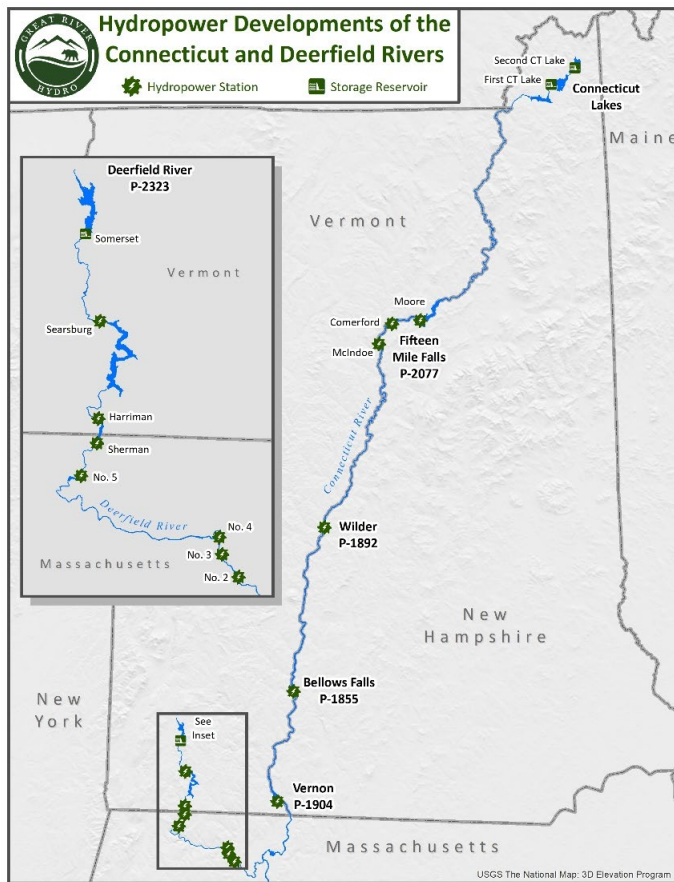 GREAT RIVER
HYDRO
Hydropower Developments of the
Connecticut and Deerfield Rivers
Hydropower Station
Storage Reservoir
Second CT Lake
First CT Lake
Connecticut
Lakes
Maine
Deerfield River
P-2323
Somerset
Vermont
Searsburg
Harriman
Sherman
No. 5
Deerfield River
No. 4
No. 3
No. 2
Massachusetts
Vermont
Moore
Comerford
McIndoe
Fifteen
Mile Falls
P-2077
Connecticut River
Wilder
P-1892
New
Hampshire
Bellows Falls
P-1855
New
York
See
Inset
Vernon
P-1904
Massachusetts
USGS The National Map: 3D Elevation Program